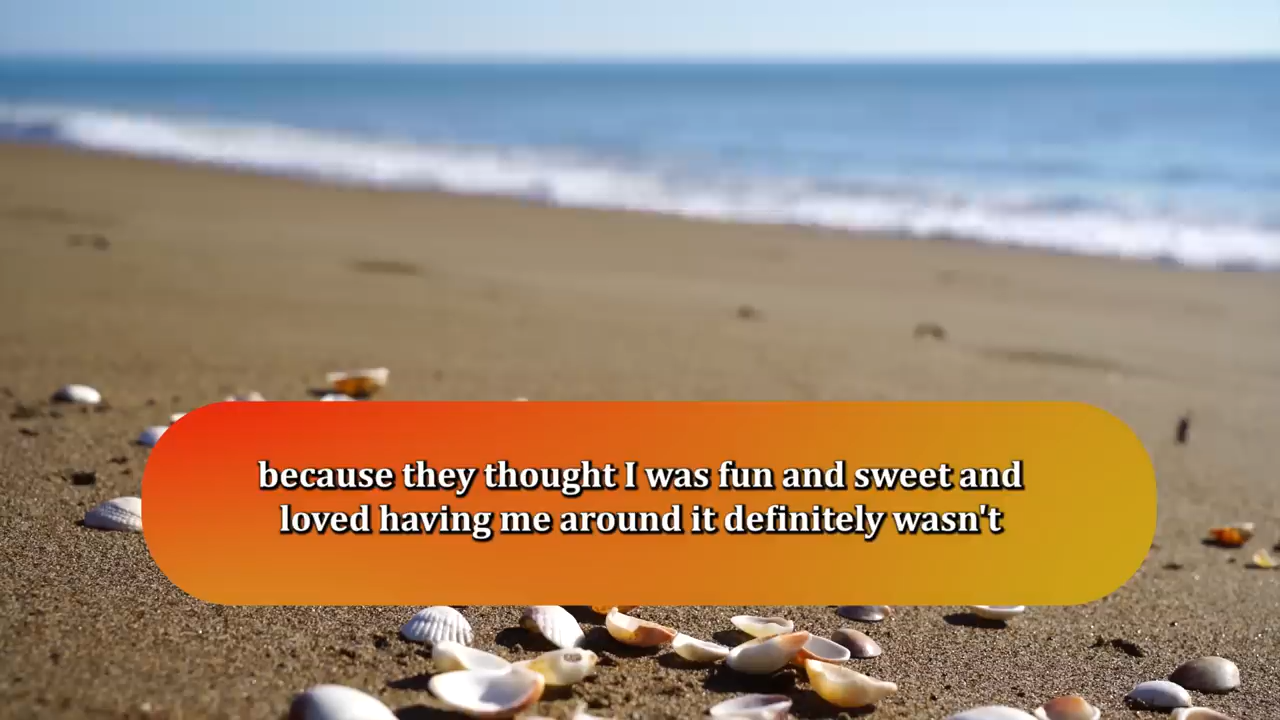 because they thought I was fun and sweet and
loved having me around it definitely wasn't